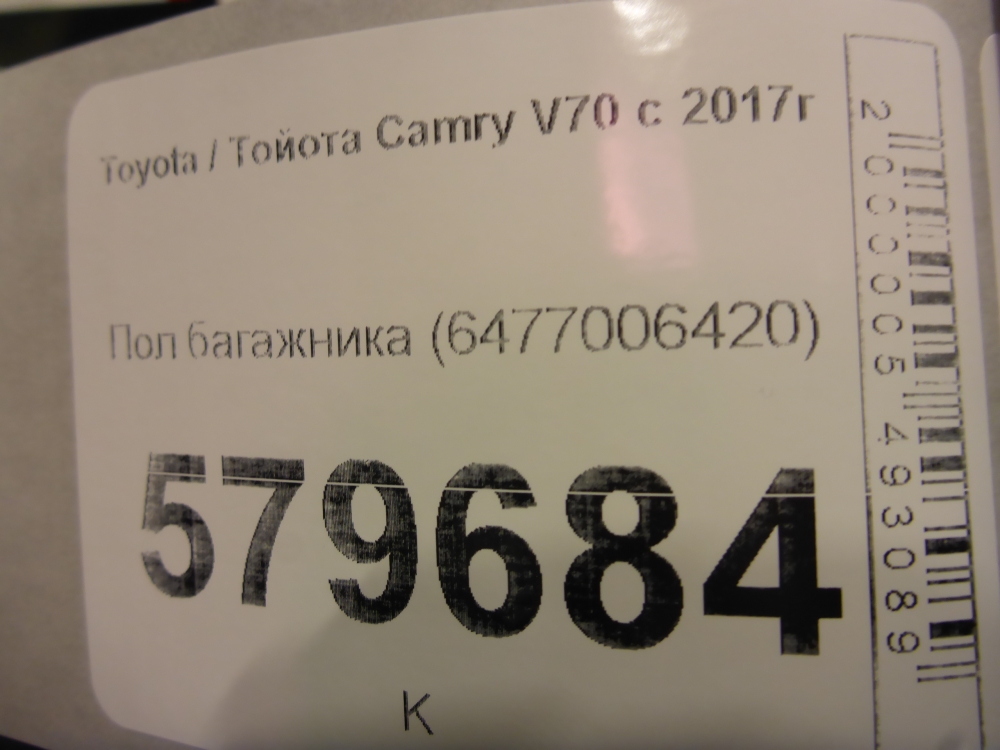 Toyota / Тойота Camry V70 с 2017г
Пол багажника (6477006420)
579684
К
2000005493089